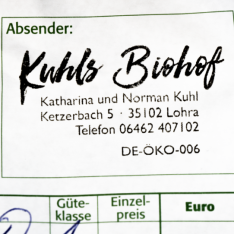 Absender:
Kuhls Biohof
Katharina und Norman Kuhl
Ketzerbach 5 · 35102 Lohra
Telefon 06462 407102
DE-ÖKO-006
Güte-
klasse
Einzel-
preis
Euro